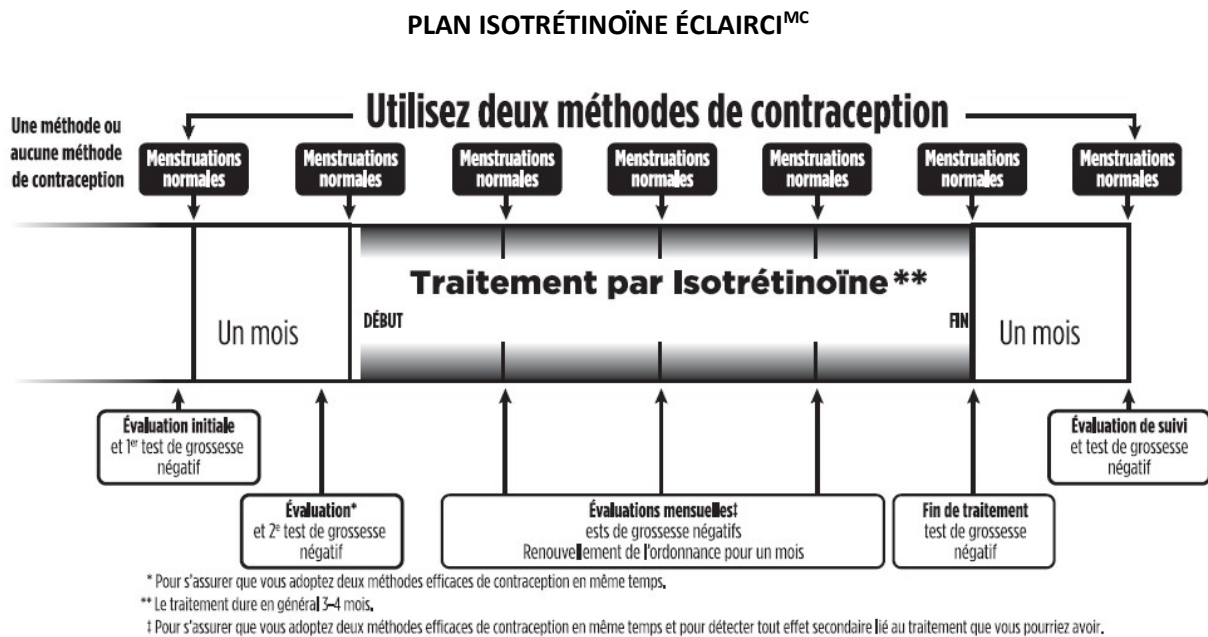 PLAN ISOTRÉTINOÏNE ÉCLAIRCI^MC
Utilisez deux méthodes de contraception
Une méthode ou
aucune méthode
de contraception
Menstruations
normales
Menstruations
normales
Menstruations
normales
Menstruations
normales
Menstruations
normales
Menstruations
normales
Menstruations
normales
Traitement par Isotrétinoïne**
DÉBUT
FIN
Un mois
Un mois
Évaluation initiale
et 1er test de grossesse
négatif
Évaluation de suivi
et test de grossesse
négatif
Évaluation*
et 2e test de grossesse
négatif
Évaluations mensuelles‡
ests de grossesse négatifs
Renouvellement de l'ordonnance pour un mois
Fin de traitement
test de grossesse
négatif
* Pour s'assurer que vous adoptez deux méthodes efficaces de contraception en même temps.
** Le traitement dure en général 3-4 mois.
‡ Pour s'assurer que vous adoptez deux méthodes efficaces de contraception en même temps et pour détecter tout effet secondaire lié au traitement que vous pourriez avoir.